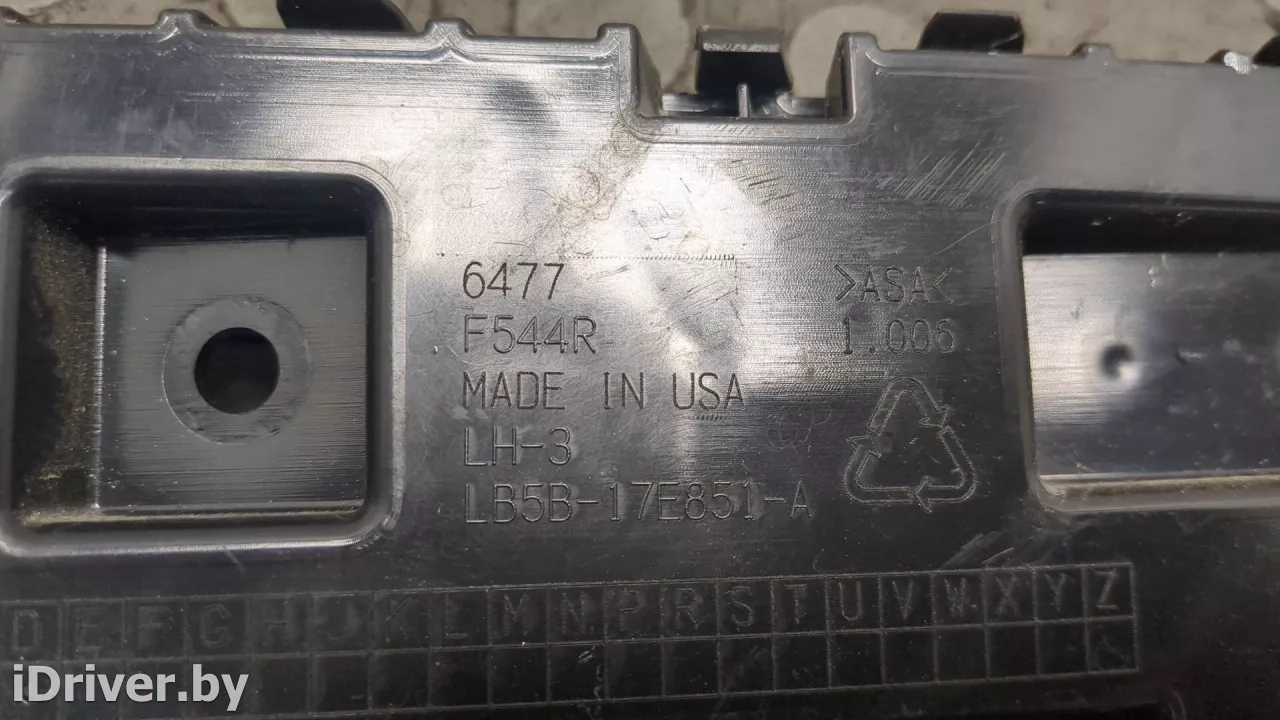 6477
F544R
MADE IN USA
LH-3
LB5B-17E851-A
>ASA<
1.006
D E F G H J K L M N P R S T U V W X Y Z
iDriver.by